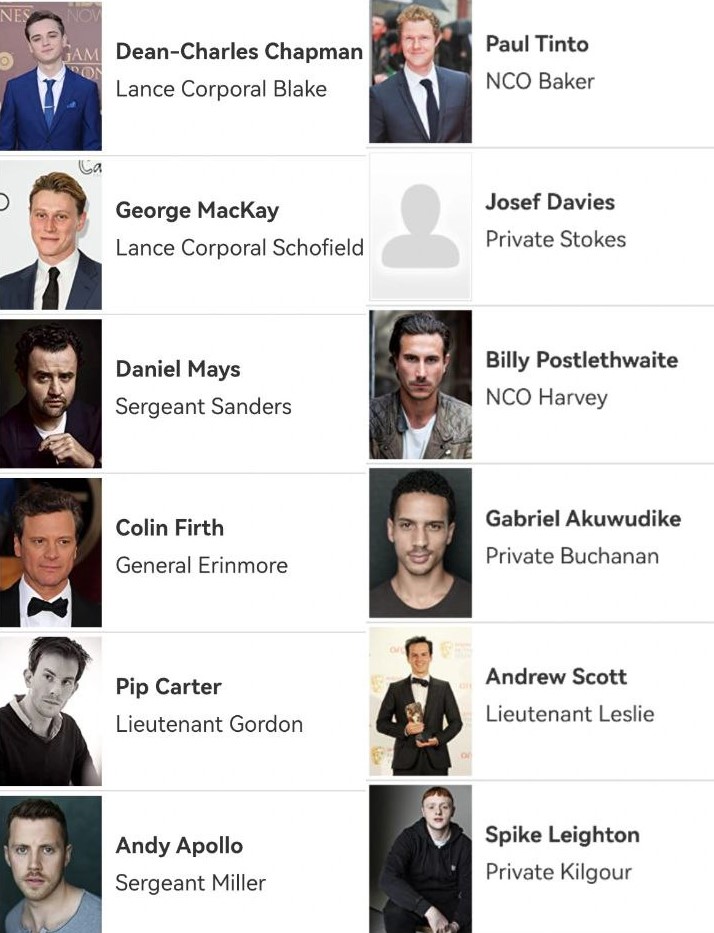 Dean-Charles Chapman
Lance Corporal Blake
George MacKay
Lance Corporal Schofield
Daniel Mays
Sergeant Sanders
Colin Firth
General Erinmore
Pip Carter
Lieutenant Gordon
Andy Apollo
Sergeant Miller
Paul Tinto
NCO Baker
Josef Davies
Private Stokes
Billy Postlethwaite
NCO Harvey
Gabriel Akuwudike
Private Buchanan
Andrew Scott
Lieutenant Leslie
Spike Leighton
Private Kilgour